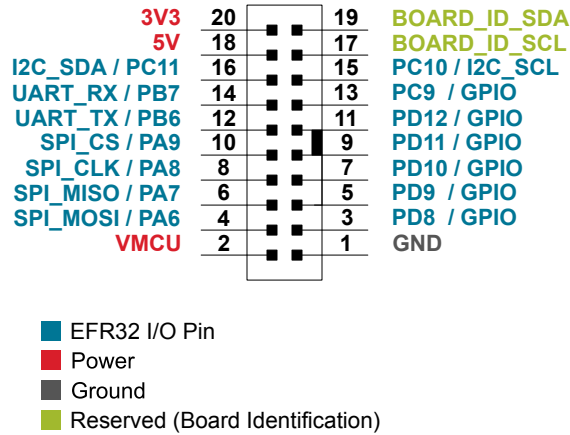 3V3 20 19 BOARD_ID_SDA
5V 18 17 BOARD_ID_SCL
I2C_SDA / PC11 16 15 PC10 / I2C_SCL
UART_RX / PB7 14 13 PC9 / GPIO
UART_TX / PB6 12 11 PD12 / GPIO
SPI_CS / PA9 10 9 PD11 / GPIO
SPI_CLK / PA8 8 7 PD10 / GPIO
SPI_MISO / PA7 6 5 PD9 / GPIO
SPI_MOSI / PA6 4 3 PD8 / GPIO
VMCU 2 1 GND
EFR32 I/O Pin
Power
Ground
Reserved (Board Identification)